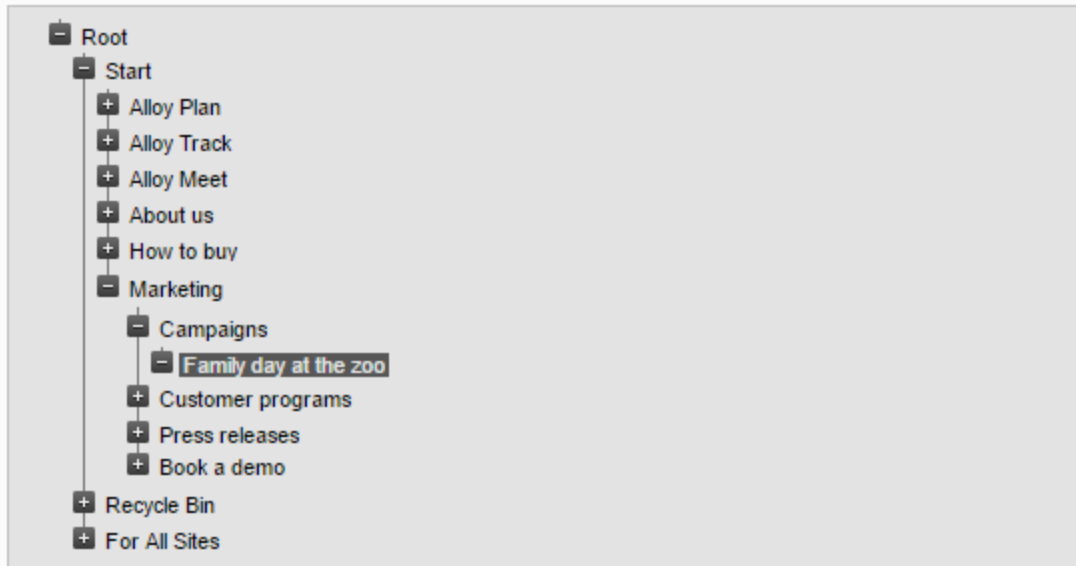 Root
Start
Alloy Plan
Alloy Track
Alloy Meet
About us
How to buy
Marketing
Campaigns
Family day at the zoo
Customer programs
Press releases
Book a demo
Recycle Bin
For All Sites